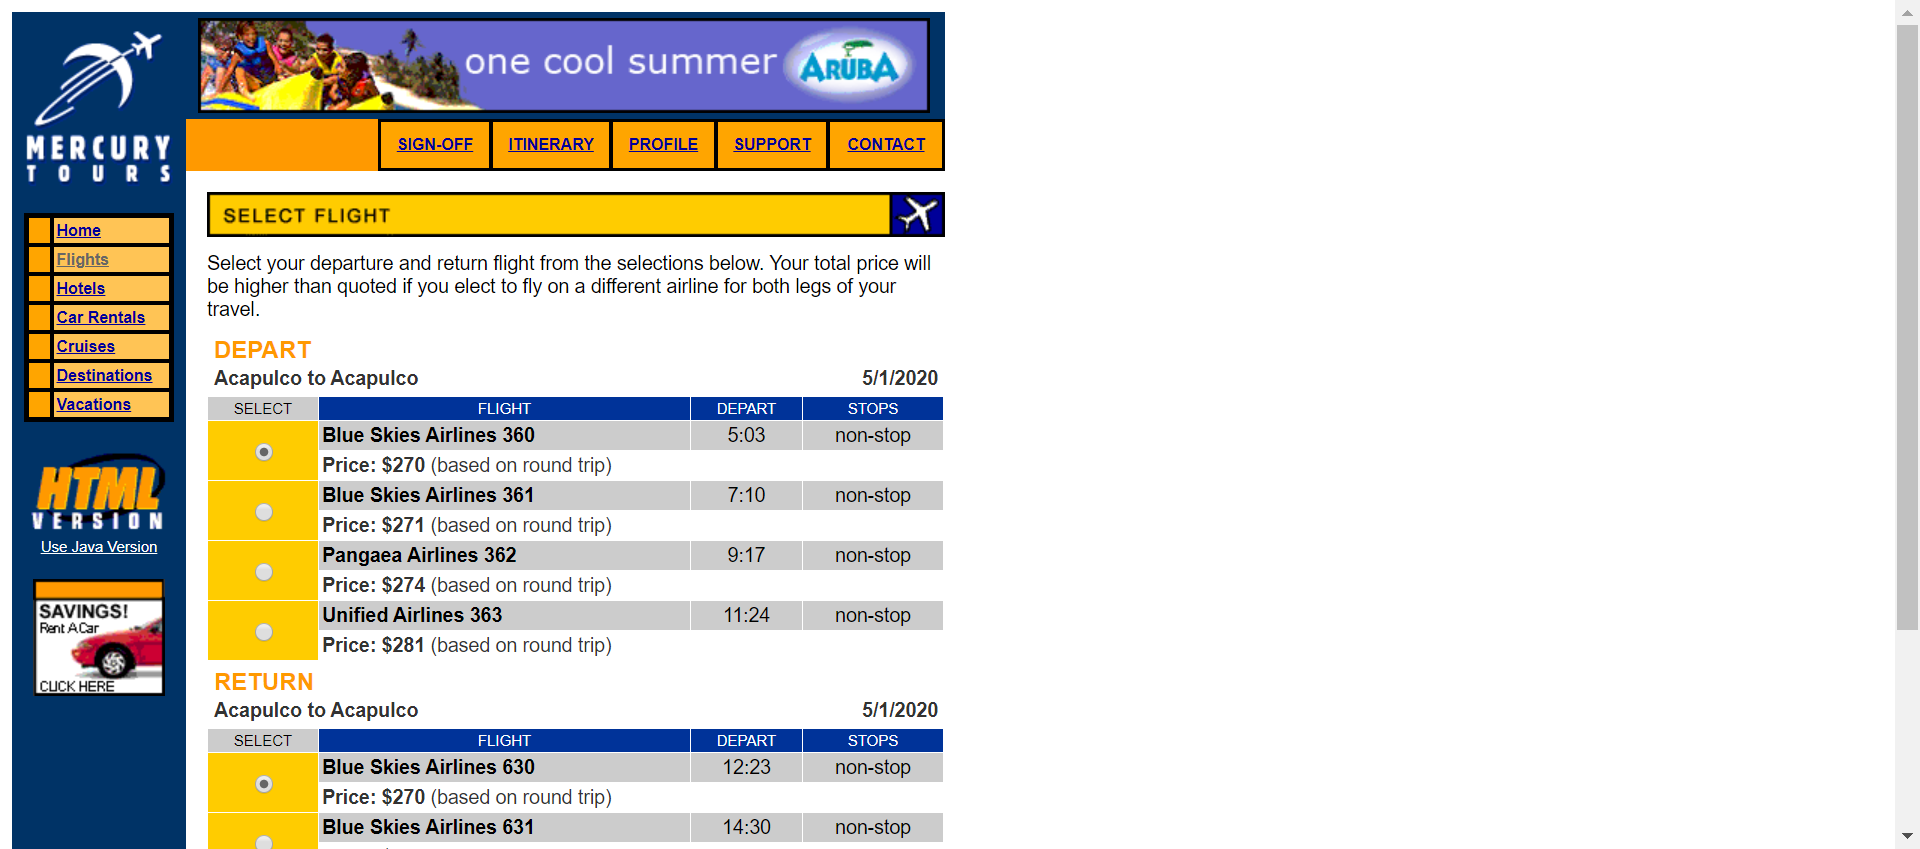 one cool summer ARUBA
MERCURY
TOURS
SIGN-OFF ITINERARY PROFILE SUPPORT CONTACT
Home
Flights
Hotels
Car Rentals
Cruises
Destinations
Vacations
HTML
VERSION
Use Java Version
SAVINGS!
Rent A Car
CLICK HERE
SELECT FLIGHT
Select your departure and return flight from the selections below. Your total price will
be higher than quoted if you elect to fly on a different airline for both legs of your
travel.
DEPART
Acapulco to Acapulco 5/1/2020
SELECT FLIGHT DEPART STOPS
Blue Skies Airlines 360 5:03 non-stop
Price: $270 (based on round trip)
Blue Skies Airlines 361 7:10 non-stop
Price: $271 (based on round trip)
Pangaea Airlines 362 9:17 non-stop
Price: $274 (based on round trip)
Unified Airlines 363 11:24 non-stop
Price: $281 (based on round trip)
RETURN
Acapulco to Acapulco 5/1/2020
SELECT FLIGHT DEPART STOPS
Blue Skies Airlines 630 12:23 non-stop
Price: $270 (based on round trip)
Blue Skies Airlines 631 14:30 non-stop